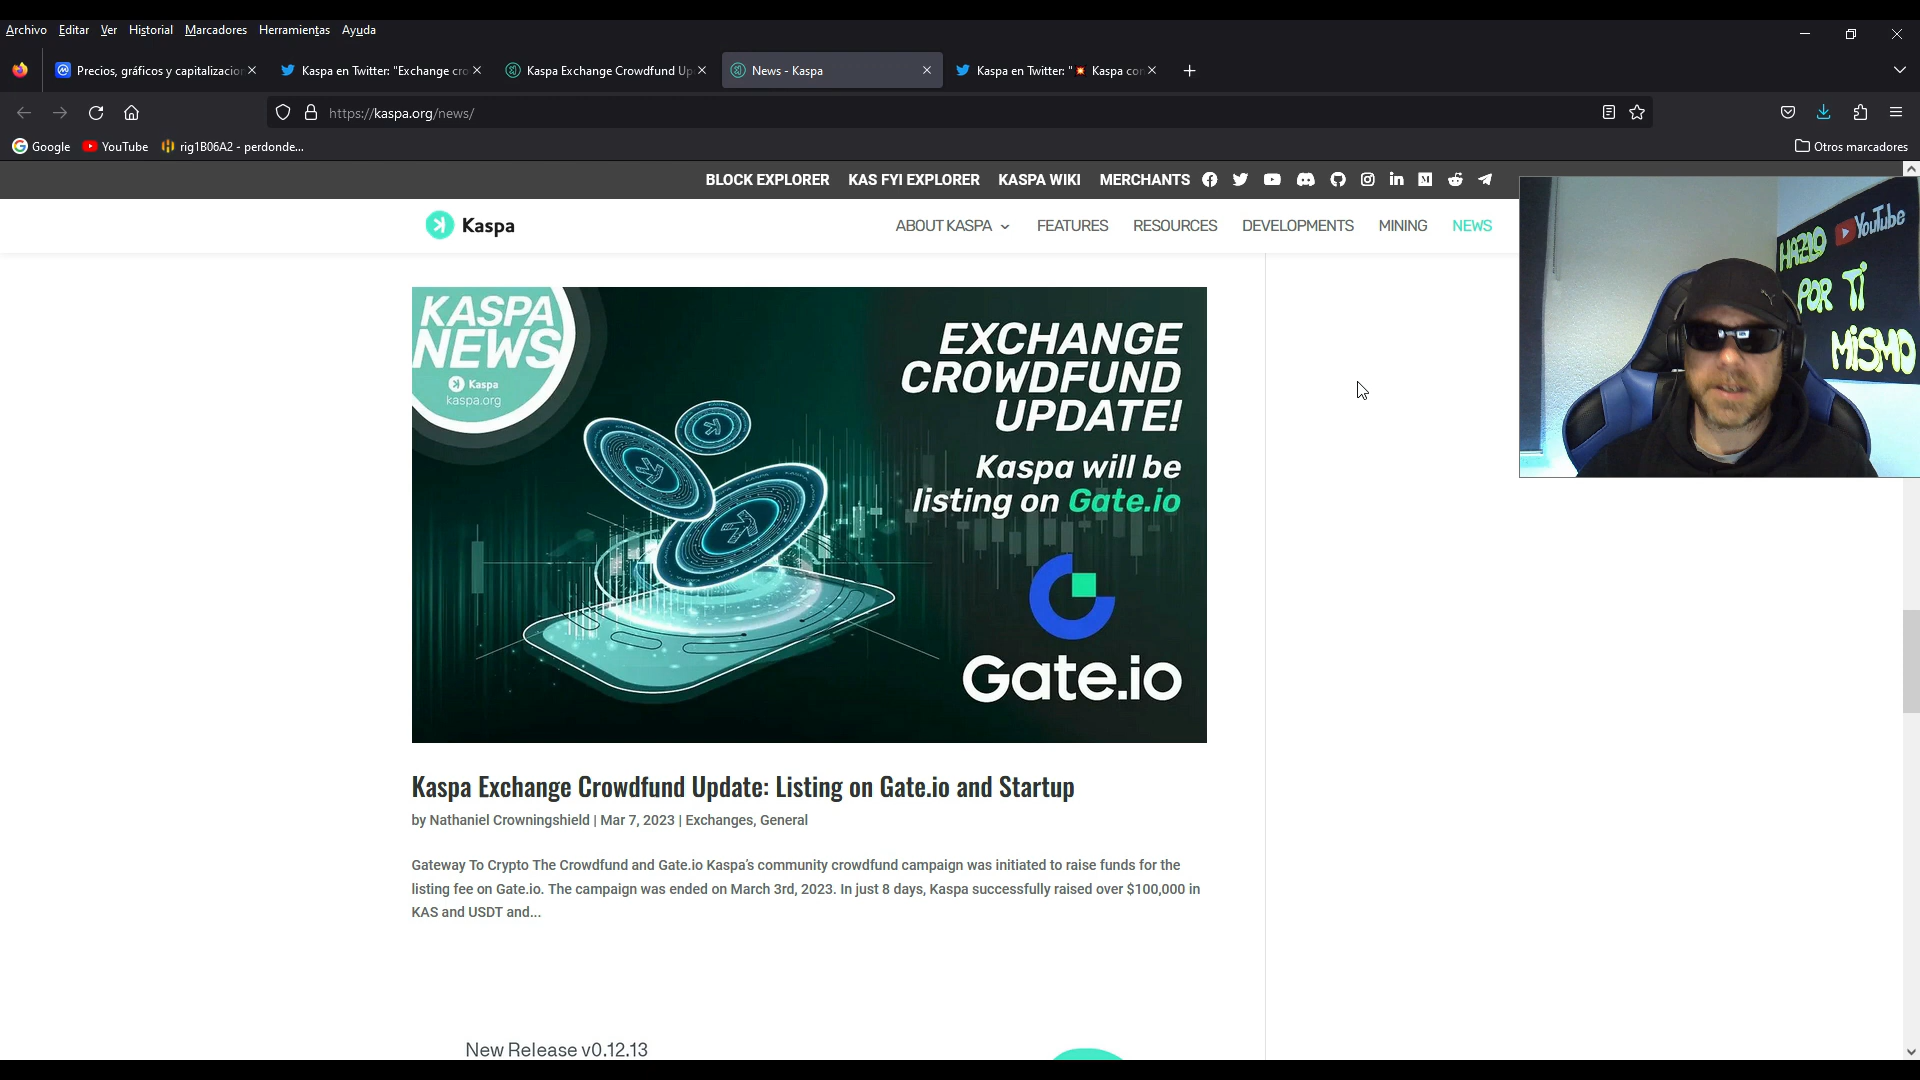 Archivo Editar Ver Historial Marcadores Herramientas Ayuda
Precios, gráficos y capitalizacion
Kaspa en Twitter: "Exchange cro
Kaspa Exchange Crowdfund Up
News - Kaspa
Kaspa en Twitter: "💥 Kaspa con
https://kaspa.org/news/
Google YouTube rig1B06A2 - perdonde... Otros marcadores
BLOCK EXPLORER KAS FYI EXPLORER KASPA WIKI MERCHANTS
Kaspa
ABOUT KASPA FEATURES RESOURCES DEVELOPMENTS MINING NEWS
YouTube
HAZLO
POR TI
MISMO
KASPA
NEWS
Kaspa
kaspa.org
EXCHANGE
CROWDFUND
UPDATE!
Kaspa will be
listing on Gate.io
Gate.io
Kaspa Exchange Crowdfund Update: Listing on Gate.io and Startup
by Nathaniel Crowningshield | Mar 7, 2023 | Exchanges, General
Gateway To Crypto The Crowdfund and Gate.io Kaspa’s community crowdfund campaign was initiated to raise funds for the
listing fee on Gate.io. The campaign was ended on March 3rd, 2023. In just 8 days, Kaspa successfully raised over $100,000 in
KAS and USDT and...
New Release v0.12.13